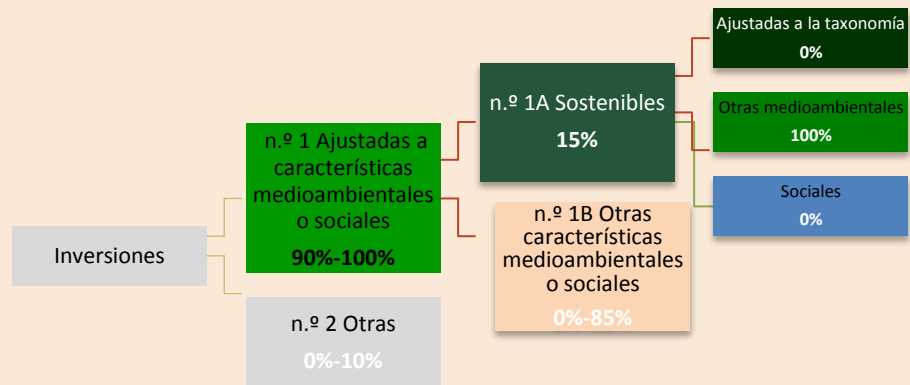 Inversiones
n.º 1 Ajustadas a
características
medioambientales
o sociales
90%-100%
n.º 2 Otras
0%-10%
n.º 1A Sostenibles
15%
n.º 1B Otras
características
medioambientales
o sociales
0%-85%
Ajustadas a la taxonomía
0%
Otras medioambientales
100%
Sociales
0%